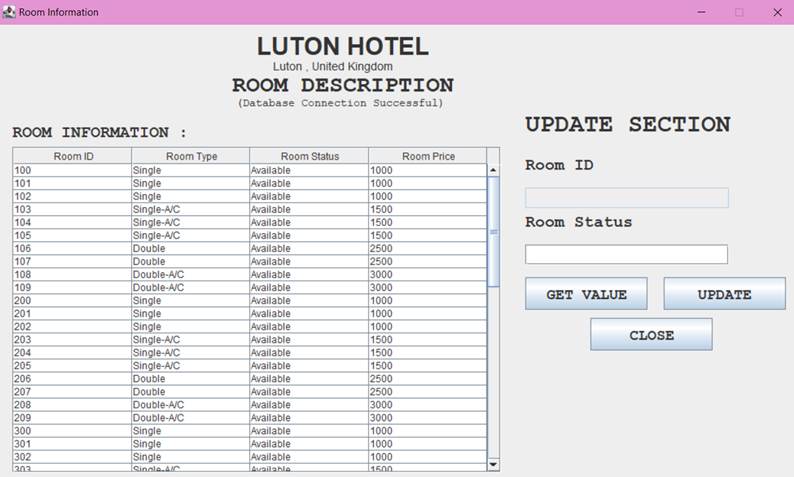 Room Information
LUTON HOTEL
Luton , United Kingdom
ROOM DESCRIPTION
(Database Connection Successful)
ROOM INFORMATION :
Room ID Room Type Room Status Room Price
100 Single Available 1000
101 Single Available 1000
102 Single Available 1000
103 Single-A/C Available 1500
104 Single-A/C Available 1500
105 Single-A/C Available 1500
106 Double Available 2500
107 Double Available 2500
108 Double-A/C Available 3000
109 Double-A/C Available 3000
200 Single Available 1000
201 Single Available 1000
202 Single Available 1000
203 Single-A/C Available 1500
204 Single-A/C Available 1500
205 Single-A/C Available 1500
206 Double Available 2500
207 Double Available 2500
208 Double-A/C Available 3000
209 Double-A/C Available 3000
300 Single Available 1000
301 Single Available 1000
302 Single Available 1000
303 Single-A/C Available 1500
UPDATE SECTION
Room ID
Room Status
GET VALUE UPDATE
CLOSE